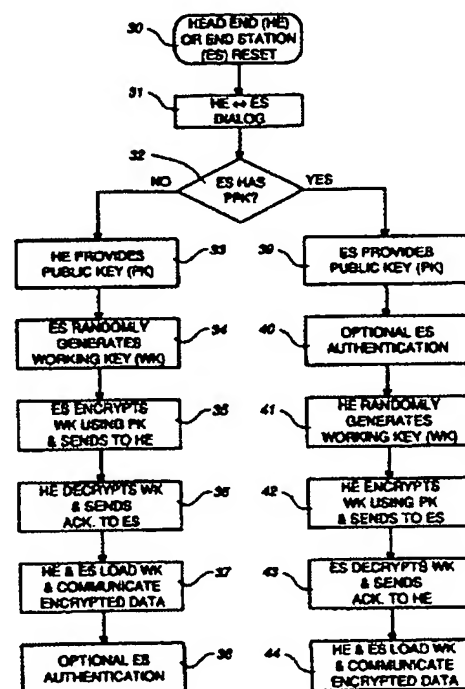 30
HEAD END (HE)
OR END STATION
(ES) RESET
31
HE ↔ ES
DIALOG
32
ES HAS
PPK?
NO
YES
HE PROVIDES
PUBLIC KEY (PK)
33
ES RANDOMLY
GENERATES
WORKING KEY (WK)
34
ES ENCRYPTS
WK USING PK
& SENDS TO HE
35
HE DECRYPTS WK
& SENDS
ACK. TO ES
36
HE & ES LOAD WK
& COMMUNICATE
ENCRYPTED DATA
37
OPTIONAL ES
AUTHENTICATION
38
39
ES PROVIDES
PUBLIC KEY (PK)
40
OPTIONAL ES
AUTHENTICATION
41
HE RANDOMLY
GENERATES
WORKING KEY (WK)
42
HE ENCRYPTS
WK USING PK
& SENDS TO ES
43
ES DECRYPTS WK
& SENDS
ACK. TO HE
44
HE & ES LOAD WK
& COMMUNICATE
ENCRYPTED DATA